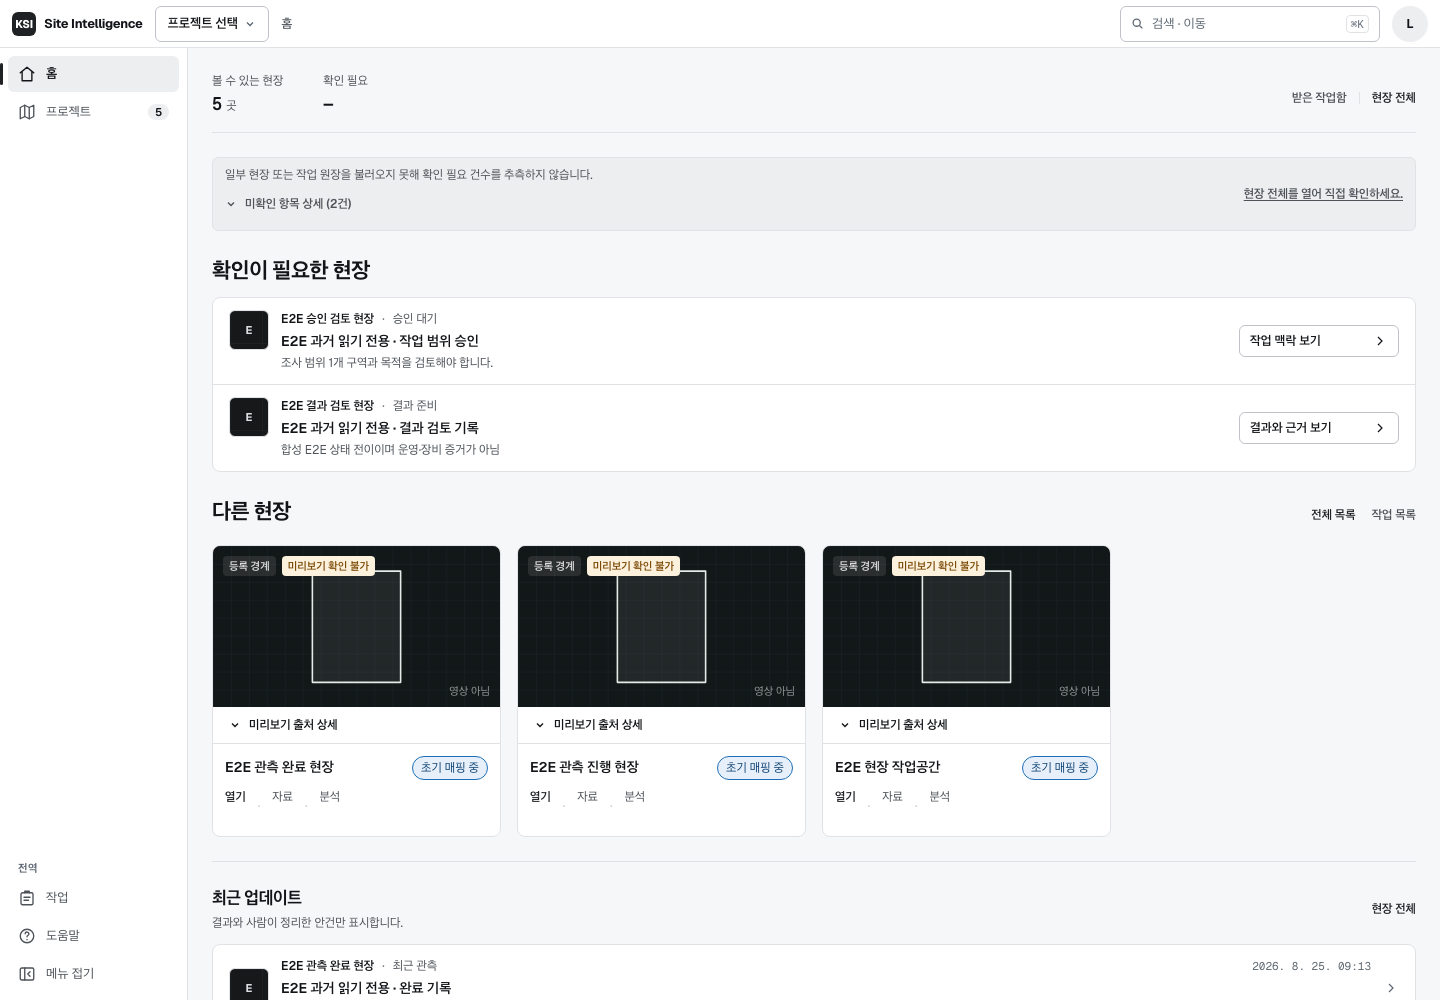 KSI Site Intelligence 프로젝트 선택 홈 검색 · 이동 ⌘K L
홈
프로젝트 5
전역
작업
도움말
메뉴 접기
볼 수 있는 현장 확인 필요
5 곳 –
받은 작업함 현장 전체
일부 현장 또는 작업 원장을 불러오지 못해 확인 필요 건수를 추측하지 않습니다.
미확인 항목 상세 (2건)
현장 전체를 열어 직접 확인하세요.
확인이 필요한 현장
E
E2E 승인 검토 현장 · 승인 대기
E2E 과거 읽기 전용 · 작업 범위 승인
조사 범위 1개 구역과 목적을 검토해야 합니다.
작업 맥락 보기
E
E2E 결과 검토 현장 · 결과 준비
E2E 과거 읽기 전용 · 결과 검토 기록
합성 E2E 상태 전이이며 운영·장비 증거가 아님
결과와 근거 보기
다른 현장
전체 목록 작업 목록
등록 경계 미리보기 확인 불가
영상 아님
미리보기 출처 상세
E2E 관측 완료 현장 초기 매핑 중
열기 · 자료 · 분석
등록 경계 미리보기 확인 불가
영상 아님
미리보기 출처 상세
E2E 관측 진행 현장 초기 매핑 중
열기 · 자료 · 분석
등록 경계 미리보기 확인 불가
영상 아님
미리보기 출처 상세
E2E 현장 작업공간 초기 매핑 중
열기 · 자료 · 분석
최근 업데이트
결과와 사람이 정리한 안건만 표시합니다.
현장 전체
E
E2E 관측 완료 현장 · 최근 관측
2026. 8. 25. 09:13
E2E 과거 읽기 전용 · 완료 기록